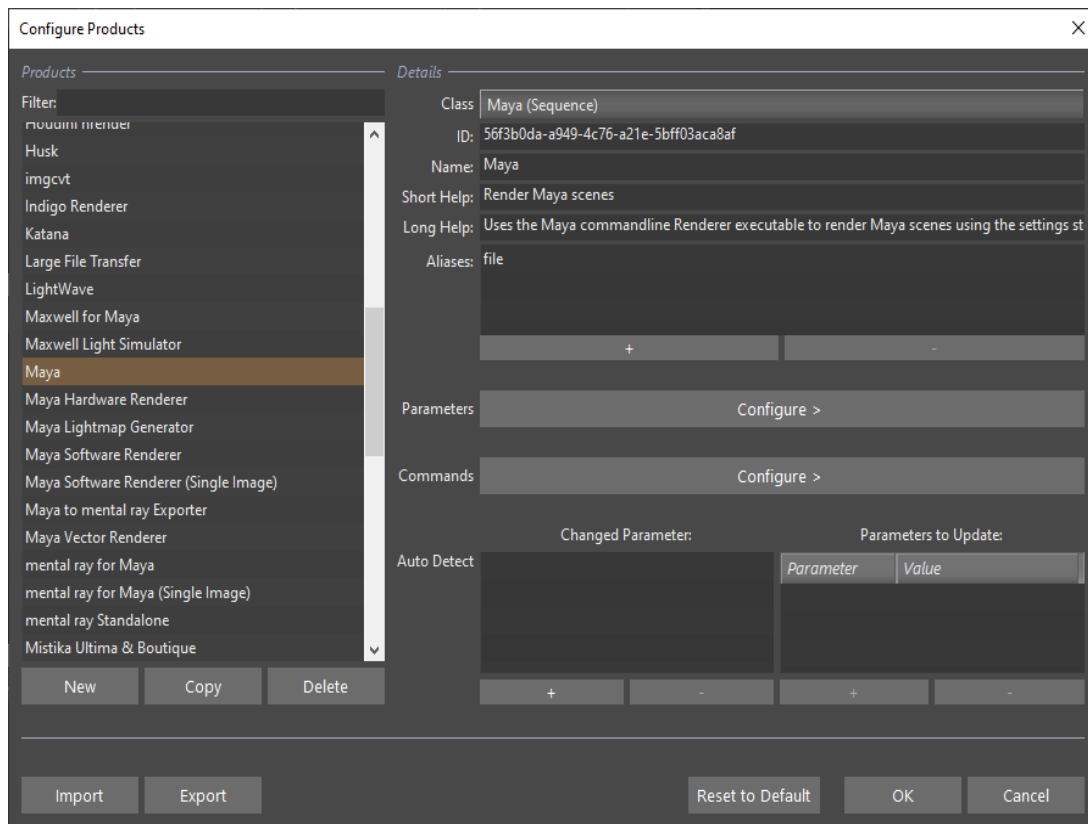 Configure Products
Products
Filter:
Houdini hrender
Husk
imgcvt
Indigo Renderer
Katana
Large File Transfer
LightWave
Maxwell for Maya
Maxwell Light Simulator
Maya
Maya Hardware Renderer
Maya Lightmap Generator
Maya Software Renderer
Maya Software Renderer (Single Image)
Maya to mental ray Exporter
Maya Vector Renderer
mental ray for Maya
mental ray for Maya (Single Image)
mental ray Standalone
Mistika Ultima & Boutique
New Copy Delete
Details
Class Maya (Sequence)
ID: 56f3b0da-a949-4c76-a21e-5bff03aca8af
Name: Maya
Short Help: Render Maya scenes
Long Help: Uses the Maya commandline Renderer executable to render Maya scenes using the settings st
Aliases: file
+ -
Parameters Configure >
Commands Configure >
Changed Parameter: Parameters to Update:
Auto Detect Parameter Value
+ - + -
Import Export Reset to Default OK Cancel